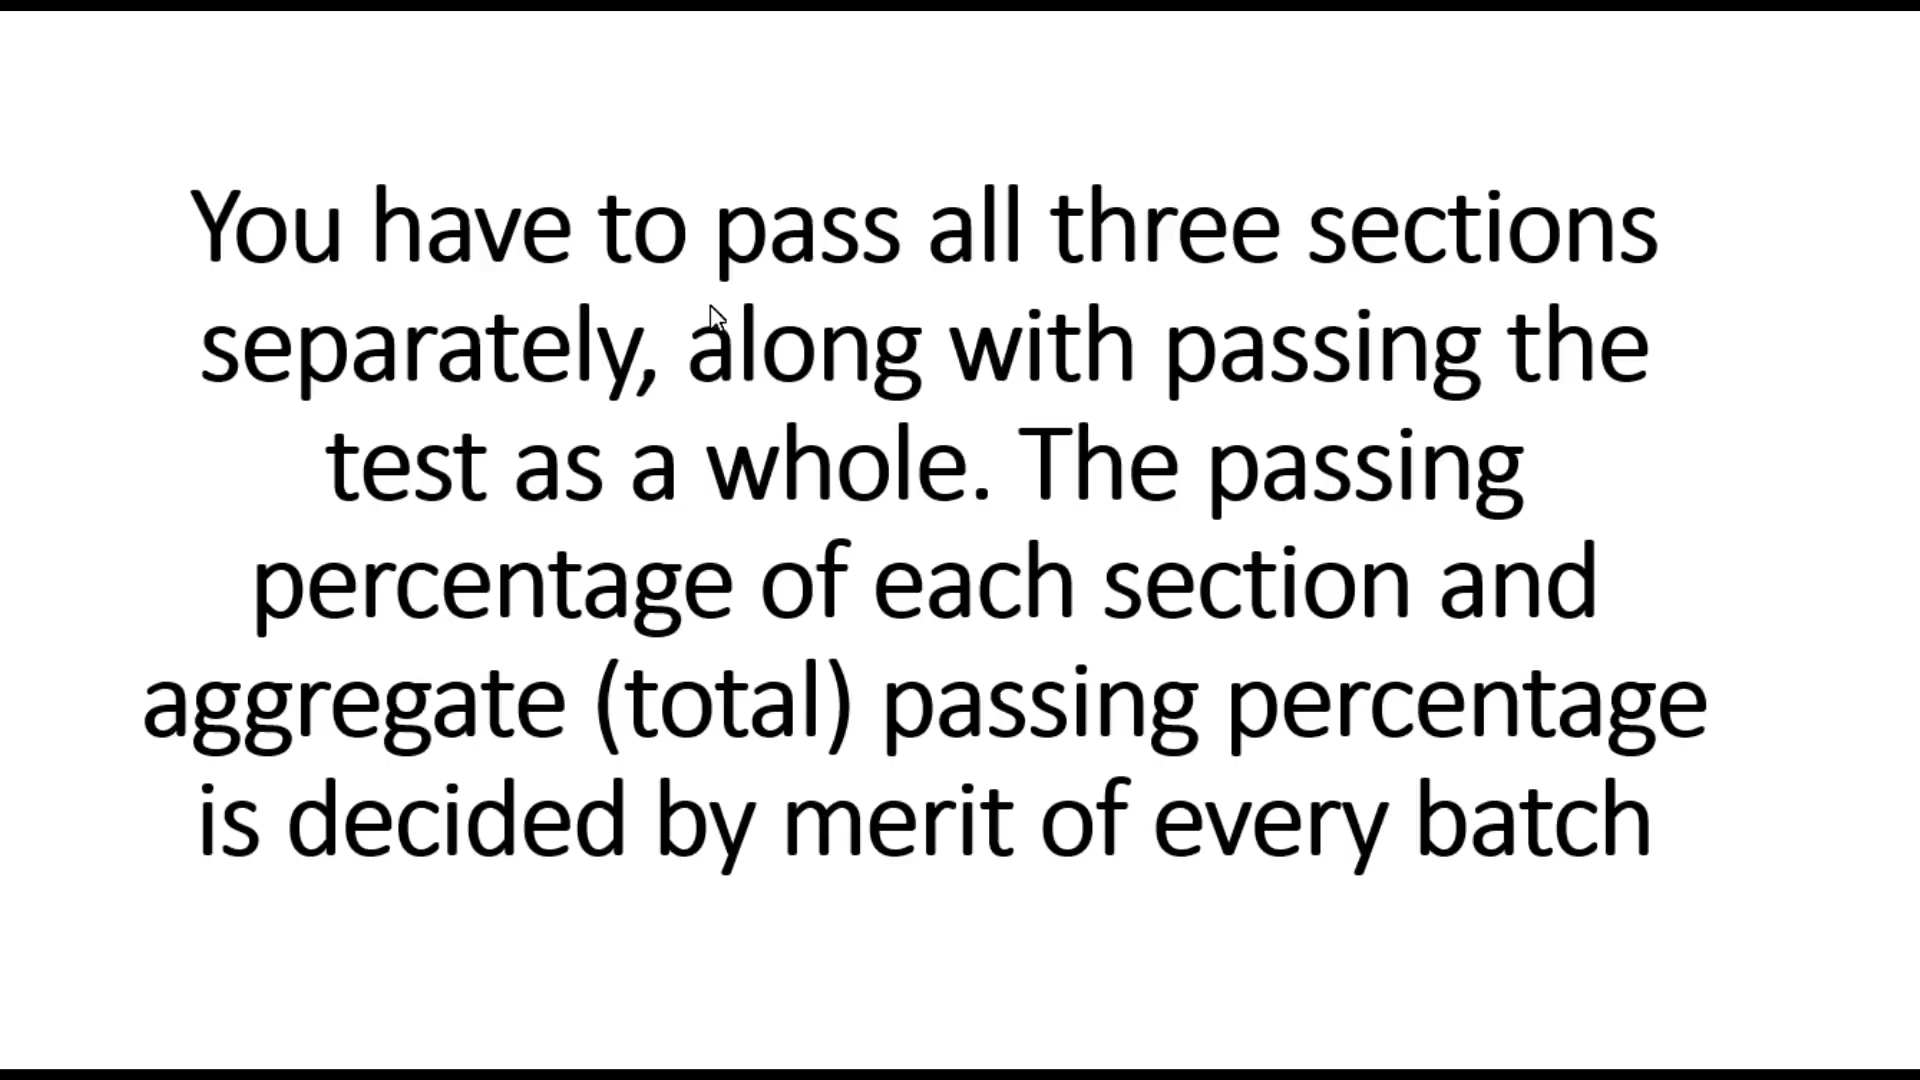 You have to pass all three sections
separately, along with passing the
test as a whole. The passing
percentage of each section and
aggregate (total) passing percentage
is decided by merit of every batch